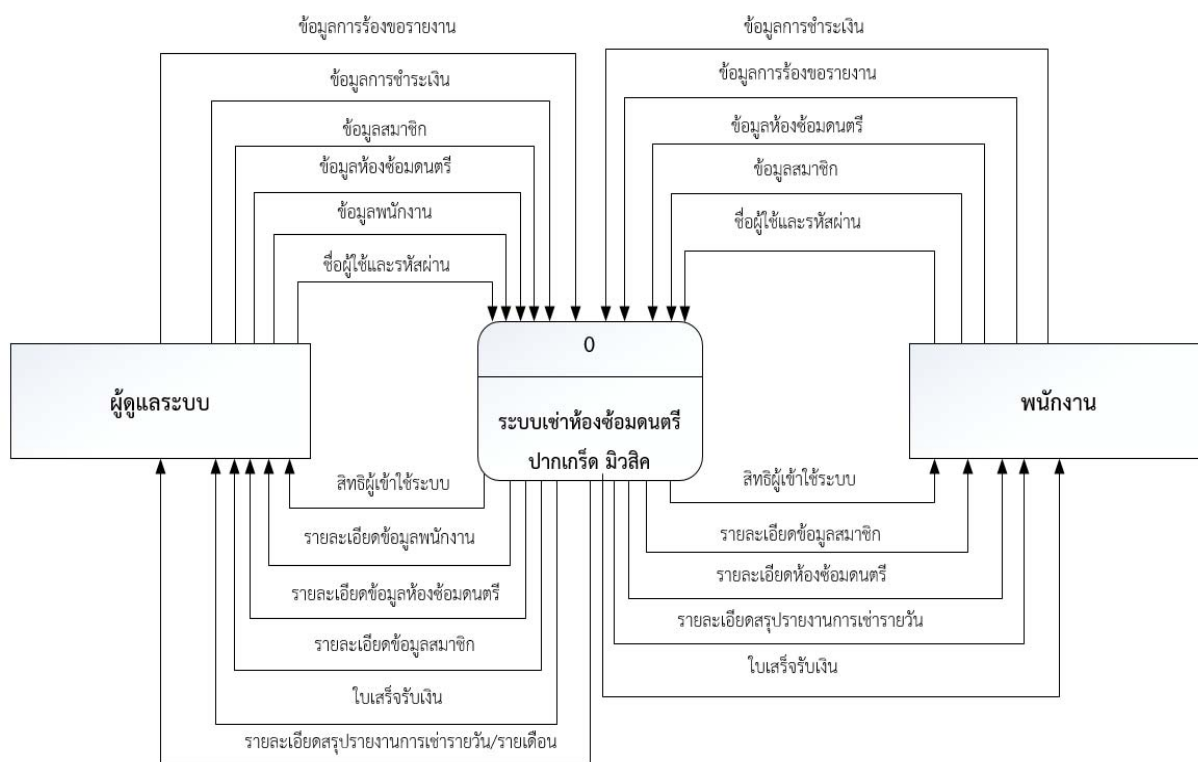 ข้อมูลการร้องขอรายงาน
ข้อมูลการชำระเงิน
ข้อมูลสมาชิก
ข้อมูลห้องซ้อมดนตรี
ข้อมูลพนักงาน
ชื่อผู้ใช้และรหัสผ่าน
ข้อมูลการชำระเงิน
ข้อมูลการร้องขอรายงาน
ข้อมูลห้องซ้อมดนตรี
ข้อมูลสมาชิก
ชื่อผู้ใช้และรหัสผ่าน
ผู้ดูแลระบบ
0
ระบบเช่าห้องซ้อมดนตรี
ปากเกร็ด มิวสิค
พนักงาน
สิทธิผู้เข้าใช้ระบบ
รายละเอียดข้อมูลพนักงาน
รายละเอียดข้อมูลห้องซ้อมดนตรี
รายละเอียดข้อมูลสมาชิก
ใบเสร็จรับเงิน
รายละเอียดสรุปรายงานการเช่ารายวัน/รายเดือน
สิทธิผู้เข้าใช้ระบบ
รายละเอียดข้อมูลสมาชิก
รายละเอียดห้องซ้อมดนตรี
รายละเอียดสรุปรายงานการเช่ารายวัน
ใบเสร็จรับเงิน